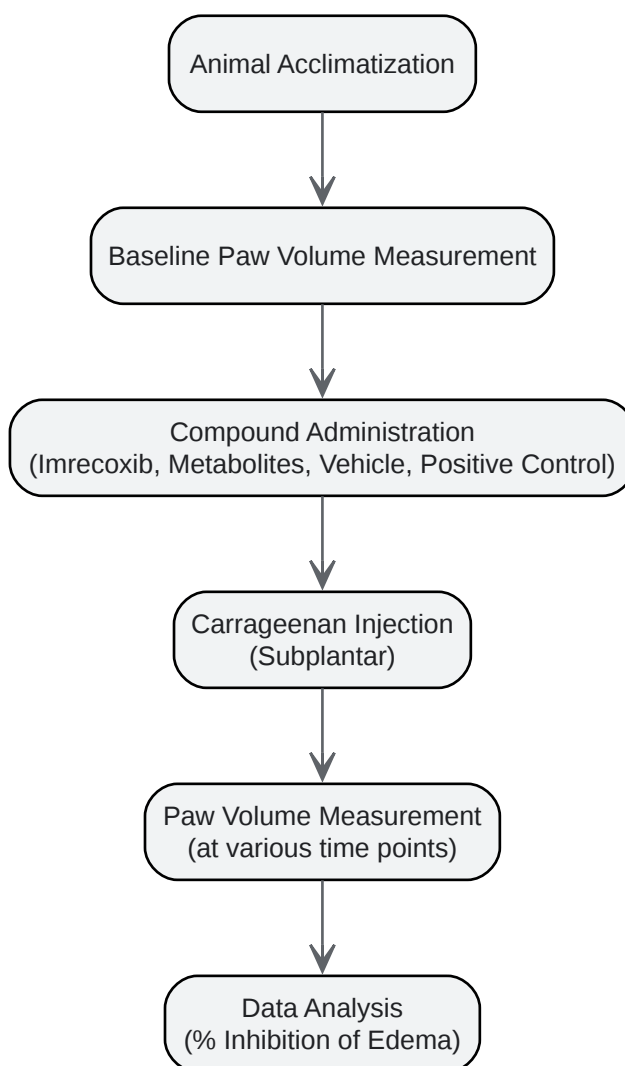 Animal Acclimatization
Baseline Paw Volume Measurement
Compound Administration
(Imrecoxib, Metabolites, Vehicle, Positive Control)
Carrageenan Injection
(Subplantar)
Paw Volume Measurement
(at various time points)
Data Analysis
(% Inhibition of Edema)